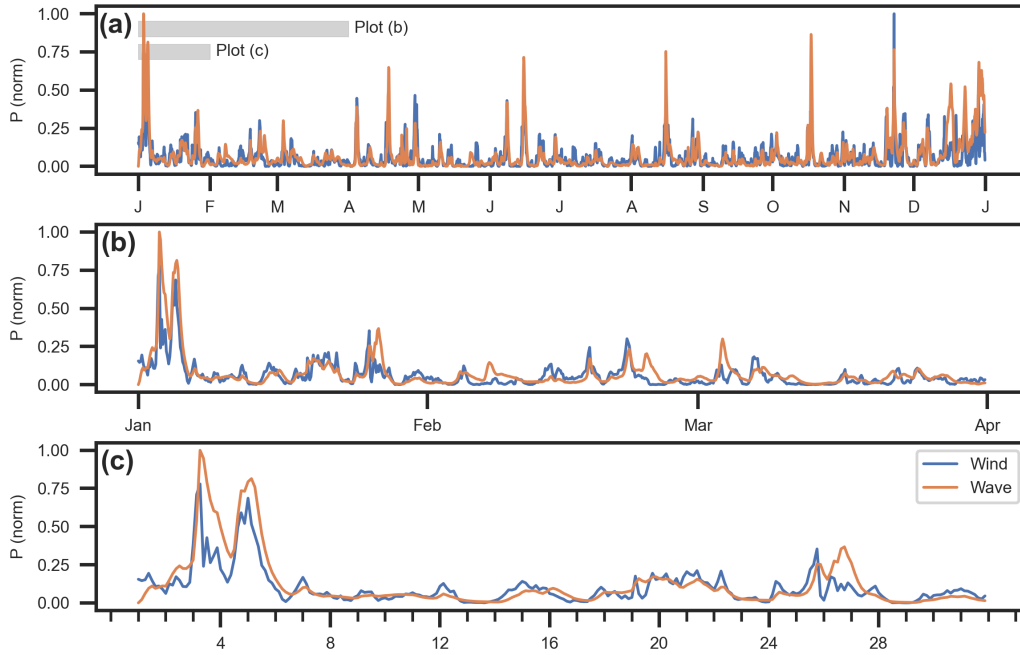 (a)
P (norm)
1.00
0.75
0.50
0.25
0.00
Plot (b)
Plot (c)
J F M A M J J A S O N D J
(b)
P (norm)
1.00
0.75
0.50
0.25
0.00
Jan Feb Mar Apr
(c)
P (norm)
1.00
0.75
0.50
0.25
0.00
Wind
Wave
4 8 12 16 20 24 28